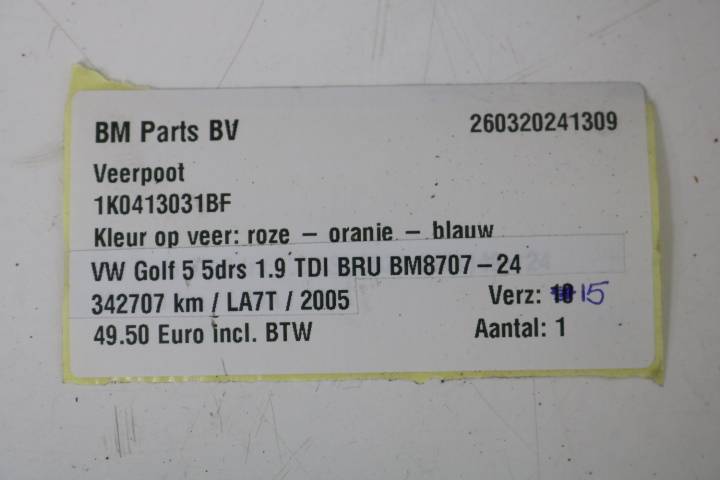 BM Parts BV 260320241309
Veerpoot
1K0413031BF
Kleur op veer: roze - oranje - blauw
VW Golf 5 5drs 1.9 TDI BRU BM8707-24
342707 km / LA7T / 2005 Verz: 10 15
49.50 Euro incl. BTW Aantal: 1